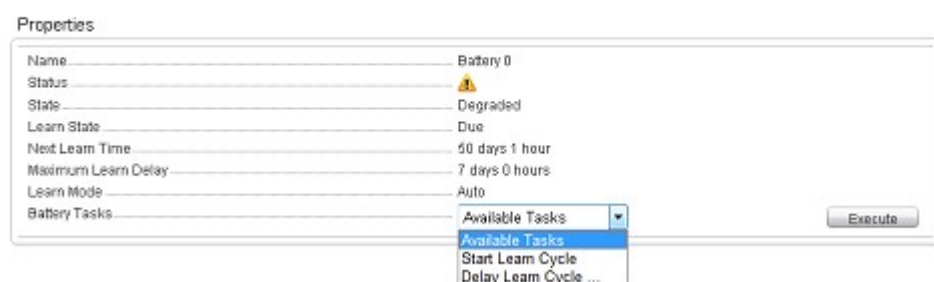 Properties
Name Battery 0
Status
State Degraded
Learn State Due
Next Learn Time 50 days 1 hour
Maximum Learn Delay 7 days 0 hours
Learn Mode Auto
Battery Tasks Available Tasks Execute
Available Tasks
Start Learn Cycle
Delay Learn Cycle ...